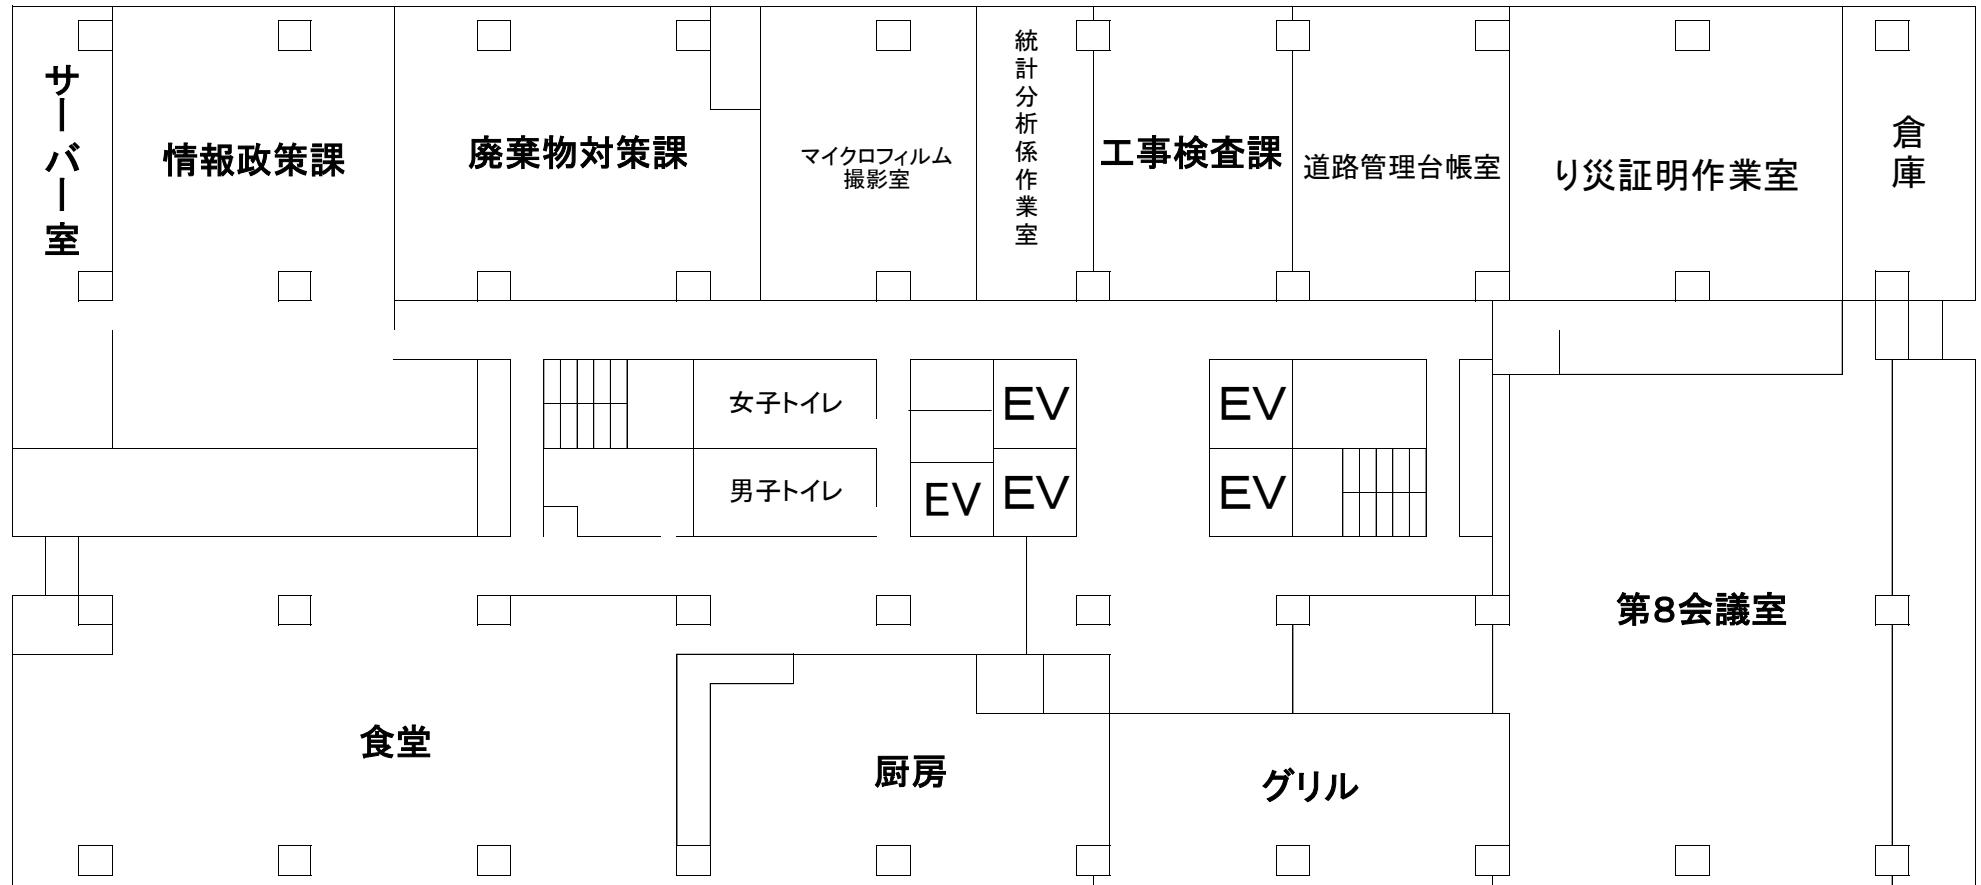 サーバー室
情報政策課
廃棄物対策課
マイクロフィルム
撮影室
統計分析係作業室
工事検査課
道路管理台帳室
り災証明作業室
倉庫
女子トイレ
EV
EV
男子トイレ
EV
EV
EV
第8会議室
食堂
厨房
グリル